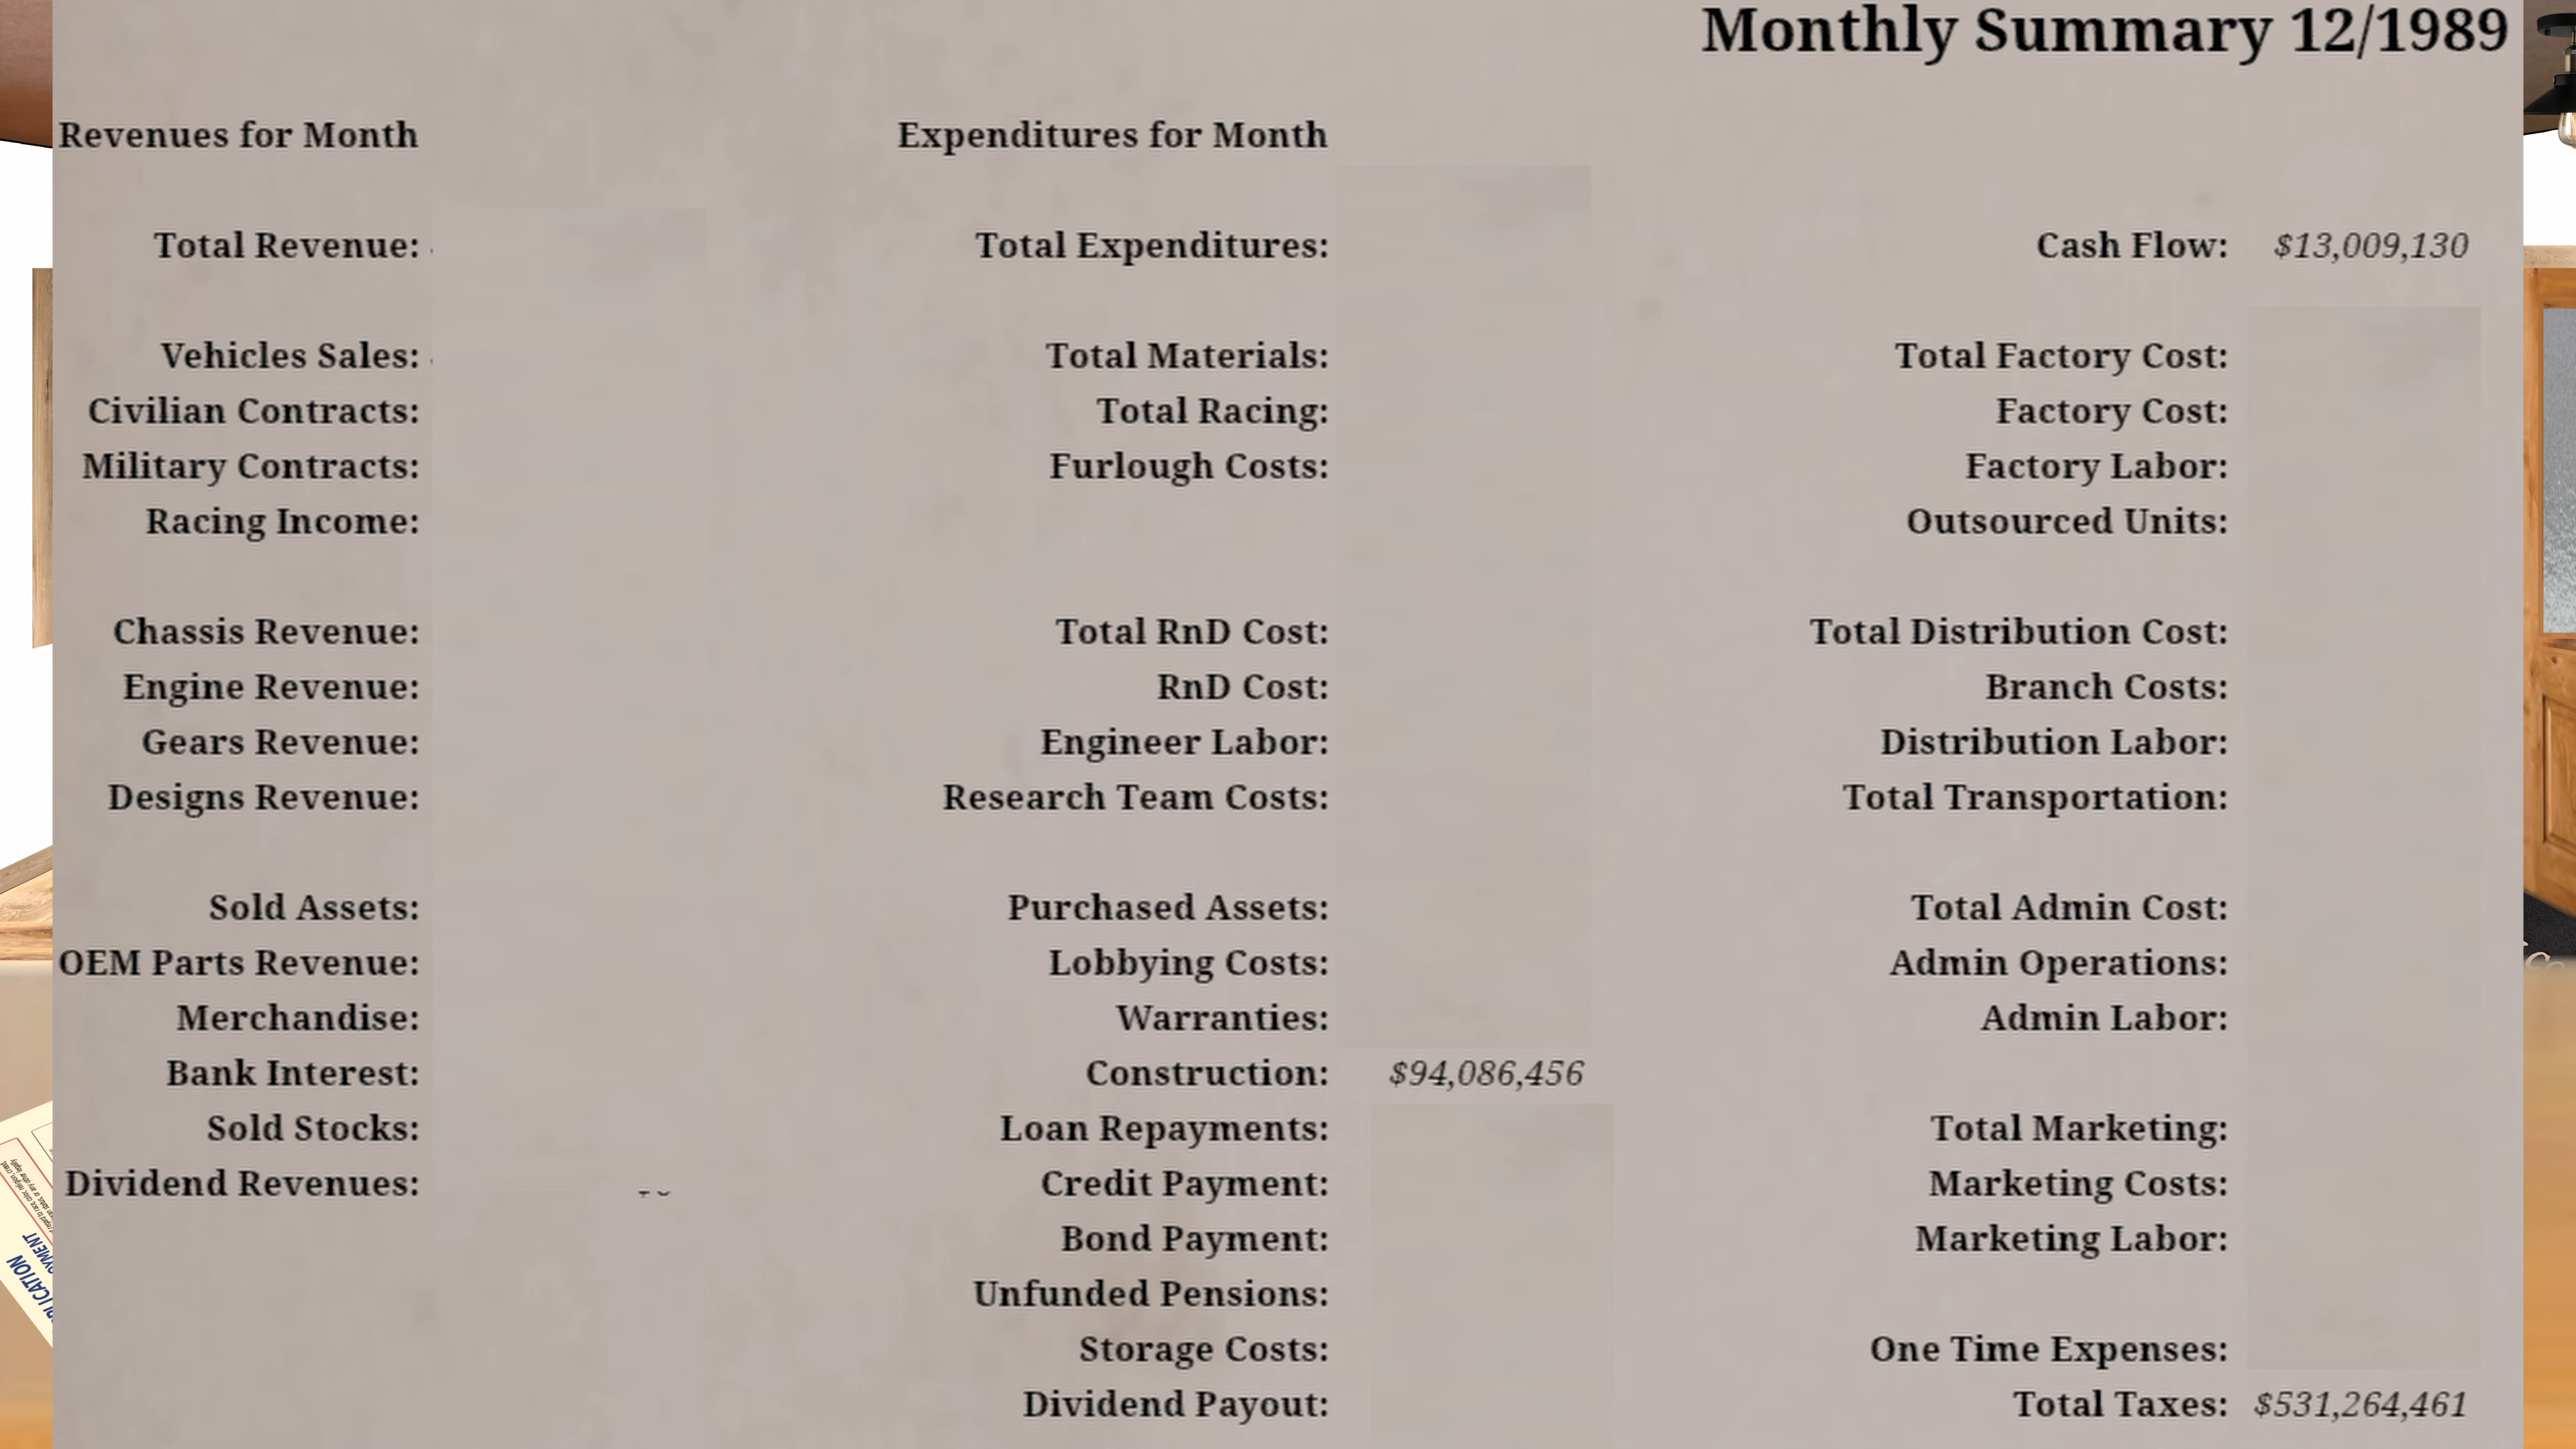 Monthly Summary 12/1989
Revenues for Month
Total Revenue:
Vehicles Sales:
Civilian Contracts:
Military Contracts:
Racing Income:
Chassis Revenue:
Engine Revenue:
Gears Revenue:
Designs Revenue:
Sold Assets:
OEM Parts Revenue:
Merchandise:
Bank Interest:
Sold Stocks:
Dividend Revenues:
Expenditures for Month
Total Expenditures:
Total Materials:
Total Racing:
Furlough Costs:
Total RnD Cost:
RnD Cost:
Engineer Labor:
Research Team Costs:
Purchased Assets:
Lobbying Costs:
Warranties:
Construction: $94,086,456
Loan Repayments:
Credit Payment:
Bond Payment:
Unfunded Pensions:
Storage Costs:
Dividend Payout:
Cash Flow: $13,009,130
Total Factory Cost:
Factory Cost:
Factory Labor:
Outsourced Units:
Total Distribution Cost:
Branch Costs:
Distribution Labor:
Total Transportation:
Total Admin Cost:
Admin Operations:
Admin Labor:
Total Marketing:
Marketing Costs:
Marketing Labor:
One Time Expenses:
Total Taxes: $531,264,461